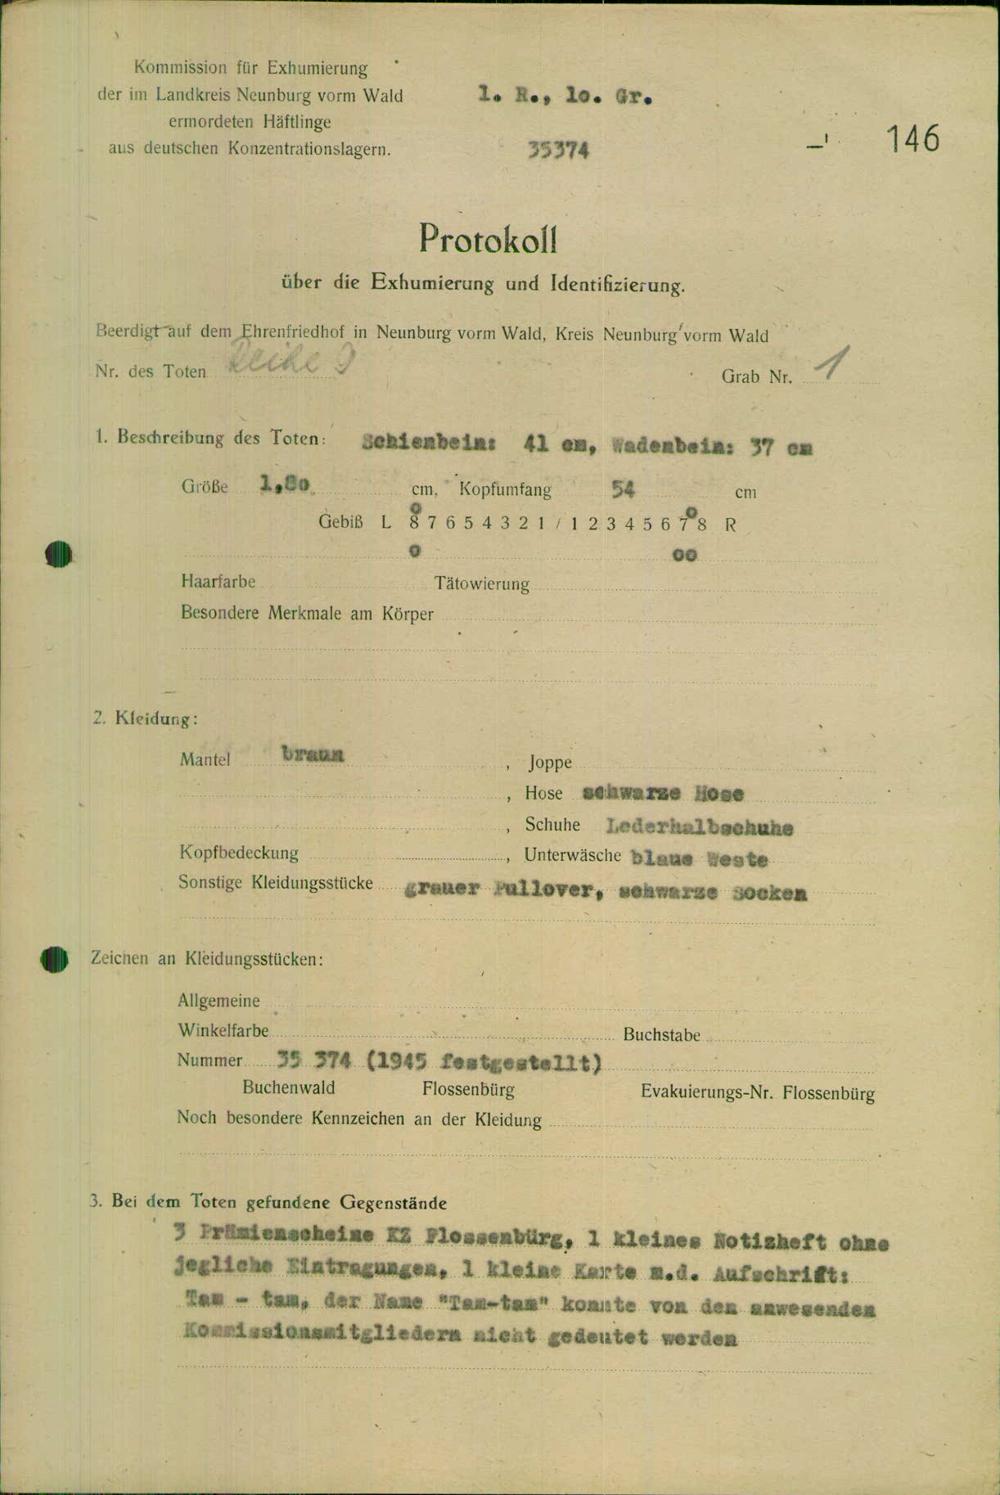 Kommission für Exhumierung
der im Landkreis Neunburg vorm Wald
ermordeten Häftlinge
aus deutschen Konzentrationslagern.
1. R., 10. Gr.
35374
146
Protokoll
über die Exhumierung und Identifizierung.
Beerdigt auf dem Ehrenfriedhof in Neunburg vorm Wald, Kreis Neunburg vorm Wald
Nr. des Toten Reihe 9 Grab Nr. 1
1. Beschreibung des Toten: Schienbein: 41 cm, Wadenbein: 37 cm
Größe 1,80 cm, Kopfumfang 54 cm
o o
Gebiß L 8 7 6 5 4 3 2 1 / 1 2 3 4 5 6 7 8 R
o oo
Haarfarbe Tätowierung
Besondere Merkmale am Körper
2. Kleidung:
Mantel braun , Joppe
, Hose schwarze Hose
, Schuhe Lederhalbschuhe
Kopfbedeckung , Unterwäsche blaue Weste
Sonstige Kleidungsstücke grauer Pullover, schwarze Socken
Zeichen an Kleidungsstücken:
Allgemeine
Winkelfarbe Buchstabe
Nummer 35 374 (1945 festgestellt)
Buchenwald Flossenbürg Evakuierungs-Nr. Flossenbürg
Noch besondere Kennzeichen an der Kleidung
3. Bei dem Toten gefundene Gegenstände
3 Prämienscheine KZ Flossenbürg, 1 kleines Notizheft ohne
jegliche Eintragungen, 1 kleine Karte m.d. Aufschrift:
Tam - tam, der Name "Tam-tam" konnte von den anwesenden
Kommissionsmitgliedern nicht gedeutet werden